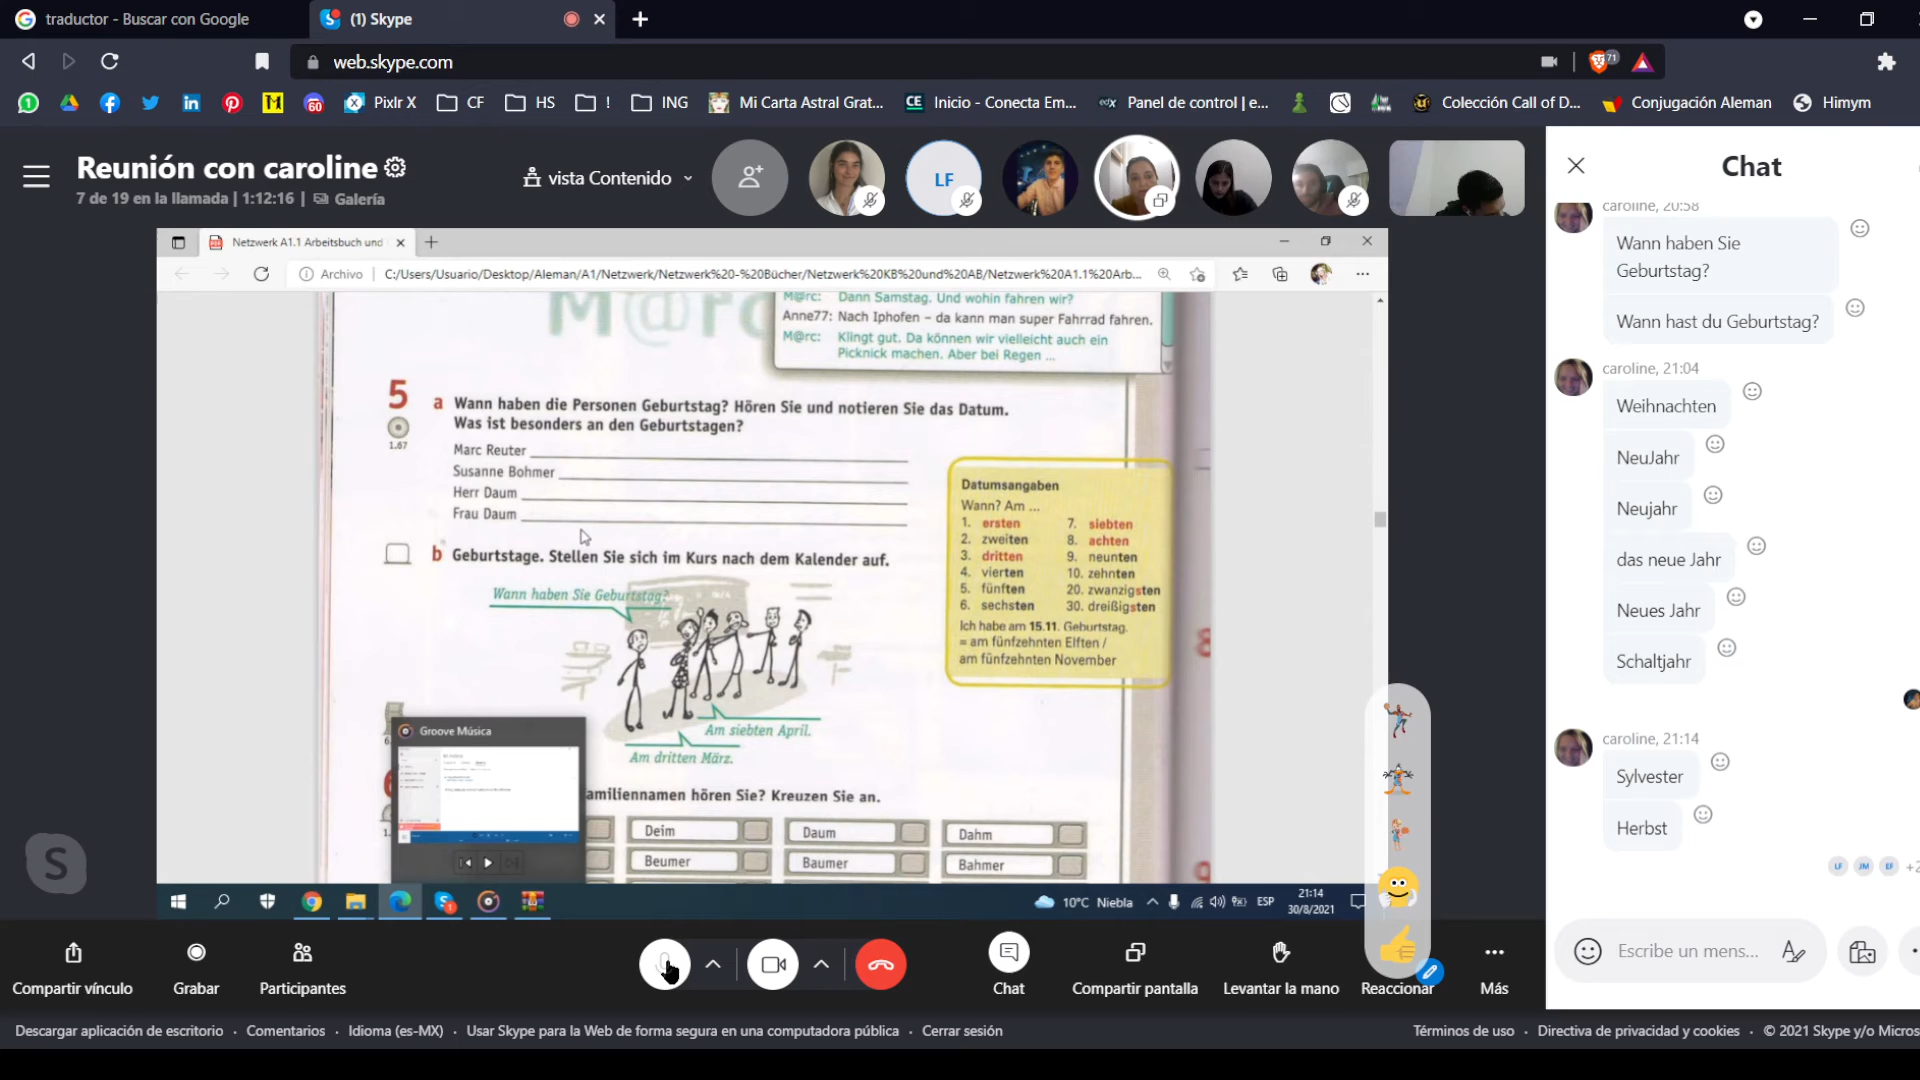 traductor - Buscar con Google
(1) Skype
web.skype.com
71
60
Pixlr X
CF
HS
!
ING
Mi Carta Astral Grat...
Inicio - Conecta Em...
Panel de control | e...
Colección Call of D...
Conjugación Aleman
Himym
Reunión con caroline
7 de 19 en la llamada | 1:12:16 | Galería
vista Contenido
LF
Chat
Netzwerk A1.1 Arbeitsbuch und
Archivo
C:/Users/Usuario/Desktop/Aleman/A1/Netzwerk/Netzwerk%20-%20Bücher/Netzwerk%20KB%20und%20AB/Netzwerk%20A1.1%20Arb...
M@rc
M@rc: Dann Samstag. Und wohin fahren wir?
Anne77: Nach Iphofen – da kann man super Fahrrad fahren.
M@rc: Klingt gut. Da können wir vielleicht auch ein
Picknick machen. Aber bei Regen ...
5
1.67
a Wann haben die Personen Geburtstag? Hören Sie und notieren Sie das Datum.
Was ist besonders an den Geburtstagen?
Marc Reuter
Susanne Bohmer
Herr Daum
Frau Daum
Datumsangaben
Wann? Am ...
1. ersten
2. zweiten
3. dritten
4. vierten
5. fünften
6. sechsten
7. siebten
8. achten
9. neunten
10. zehnten
20. zwanzigsten
30. dreißigsten
Ich habe am 15.11. Geburtstag.
= am fünfzehnten Elften /
am fünfzehnten November
b Geburtstage. Stellen Sie sich im Kurs nach dem Kalender auf.
Wann haben Sie Geburtstag?
Am siebten April.
Am dritten März.
Groove Música
amiliennamen hören Sie? Kreuzen Sie an.
Deim
Daum
Dahm
Beumer
Baumer
Bahmer
10°C Niebla
ESP
21:14
30/8/2021
caroline, 20:58
Wann haben Sie
Geburtstag?
Wann hast du Geburtstag?
caroline, 21:04
Weihnachten
NeuJahr
Neujahr
das neue Jahr
Neues Jahr
Schaltjahr
caroline, 21:14
Sylvester
Herbst
LF
JM
EF
+2
Escribe un mens...
Compartir vínculo
Grabar
Participantes
Chat
Compartir pantalla
Levantar la mano
Reaccionar
Más
Descargar aplicación de escritorio · Comentarios · Idioma (es-MX) · Usar Skype para la Web de forma segura en una computadora pública · Cerrar sesión
Términos de uso · Directiva de privacidad y cookies · © 2021 Skype y/o Micros